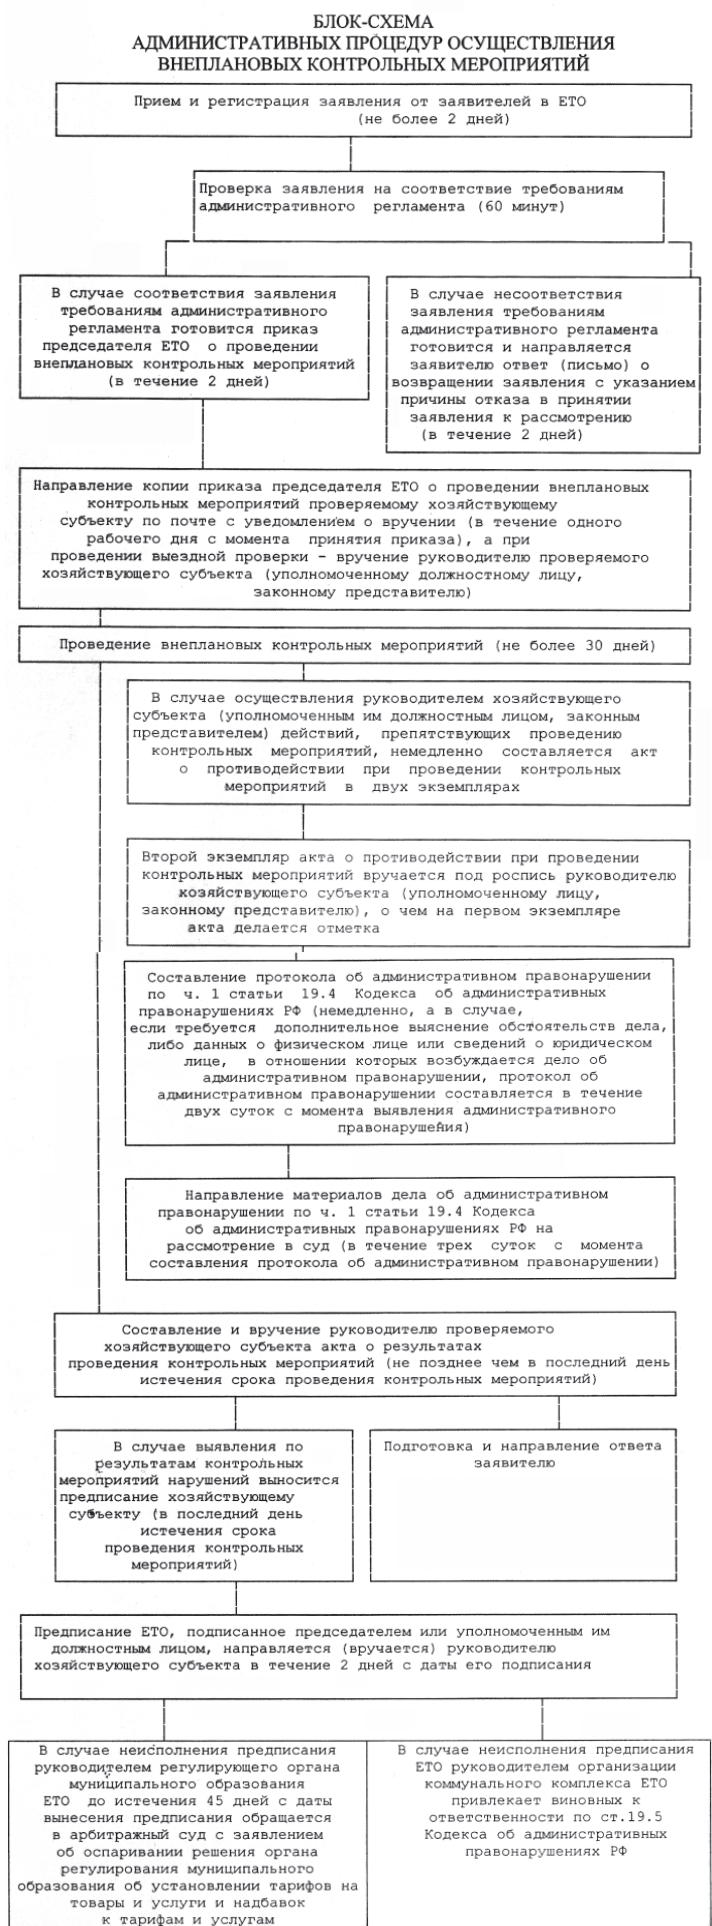 БЛОК-СХЕМА
АДМИНИСТРАТИВНЫХ ПРОЦЕДУР ОСУЩЕСТВЛЕНИЯ
ВНЕПЛАНОВЫХ КОНТРОЛЬНЫХ МЕРОПРИЯТИЙ
Прием и регистрация заявления от заявителей в ЕТО
(не более 2 дней)
Проверка заявления на соответствие требованиям
административного регламента (60 минут)
В случае соответствия заявления
требованиям административного
регламента готовится приказ
председателя ЕТО о проведении
внеплановых контрольных мероприятий
(в течение 2 дней)
В случае несоответствия
заявления требованиям
административного регламента
готовится и направляется
заявителю ответ (письмо) о
возвращении заявления с указанием
причины отказа в принятии
заявления к рассмотрению
(в течение 2 дней)
Направление копии приказа председателя ЕТО о проведении внеплановых
контрольных мероприятий проверяемому хозяйствующему
субъекту по почте с уведомлением о вручении (в течение одного
рабочего дня с момента принятия приказа), а при
проведении выездной проверки – вручение руководителю проверяемого
хозяйствующего субъекта (уполномоченному должностному лицу,
законному представителю)
Проведение внеплановых контрольных мероприятий (не более 30 дней)
В случае осуществления руководителем хозяйствующего
субъекта (уполномоченным им должностным лицом, законным
представителем) действий, препятствующих проведению
контрольных мероприятий, немедленно составляется акт
о противодействии при проведении контрольных
мероприятий в двух экземплярах
Второй экземпляр акта о противодействии при проведении
контрольных мероприятий вручается под роспись руководителю
хозяйствующего субъекта (уполномоченному лицу,
законному представителю), о чем на первом экземпляре
акта делается отметка
Составление протокола об административном правонарушении
по ч. 1 статьи 19.4 Кодекса об административных
правонарушениях РФ (немедленно, а в случае,
если требуется дополнительное выяснение обстоятельств дела,
либо данных о физическом лице или сведений о юридическом
лице, в отношении которых возбуждается дело об
административном правонарушении, протокол об
административном правонарушении составляется в течение
двух суток с момента выявления административного
правонарушения)
Направление материалов дела об административном
правонарушении по ч. 1 статьи 19.4 Кодекса
об административных правонарушениях РФ на
рассмотрение в суд (в течение трех суток с момента
составления протокола об административном правонарушении)
Составление и вручение руководителю проверяемого
хозяйствующего субъекта акта о результатах
проведения контрольных мероприятий (не позднее чем в последний день
истечения срока проведения контрольных мероприятий)
В случае выявления по
результатам контрольных
мероприятий нарушений выносится
предписание хозяйствующему
субъекту (в последний день
истечения срока
проведения контрольных
мероприятий)
Подготовка и направление ответа
заявителю
Предписание ЕТО, подписанное председателем или уполномоченным им
должностным лицом, направляется (вручается) руководителю
хозяйствующего субъекта в течение 2 дней с даты его подписания
В случае неисполнения предписания
руководителем регулирующего органа
муниципального образования
ЕТО до истечения 45 дней с даты
вынесения предписания обращается
в арбитражный суд с заявлением
об оспаривании решения органа
регулирования муниципального
образования об установлении тарифов на
товары и услуги и надбавок
к тарифам и услугам
В случае неисполнения предписания
ЕТО руководителем организации
коммунального комплекса ЕТО
привлекает виновных к
ответственности по ст.19.5
Кодекса об административных
правонарушениях РФ